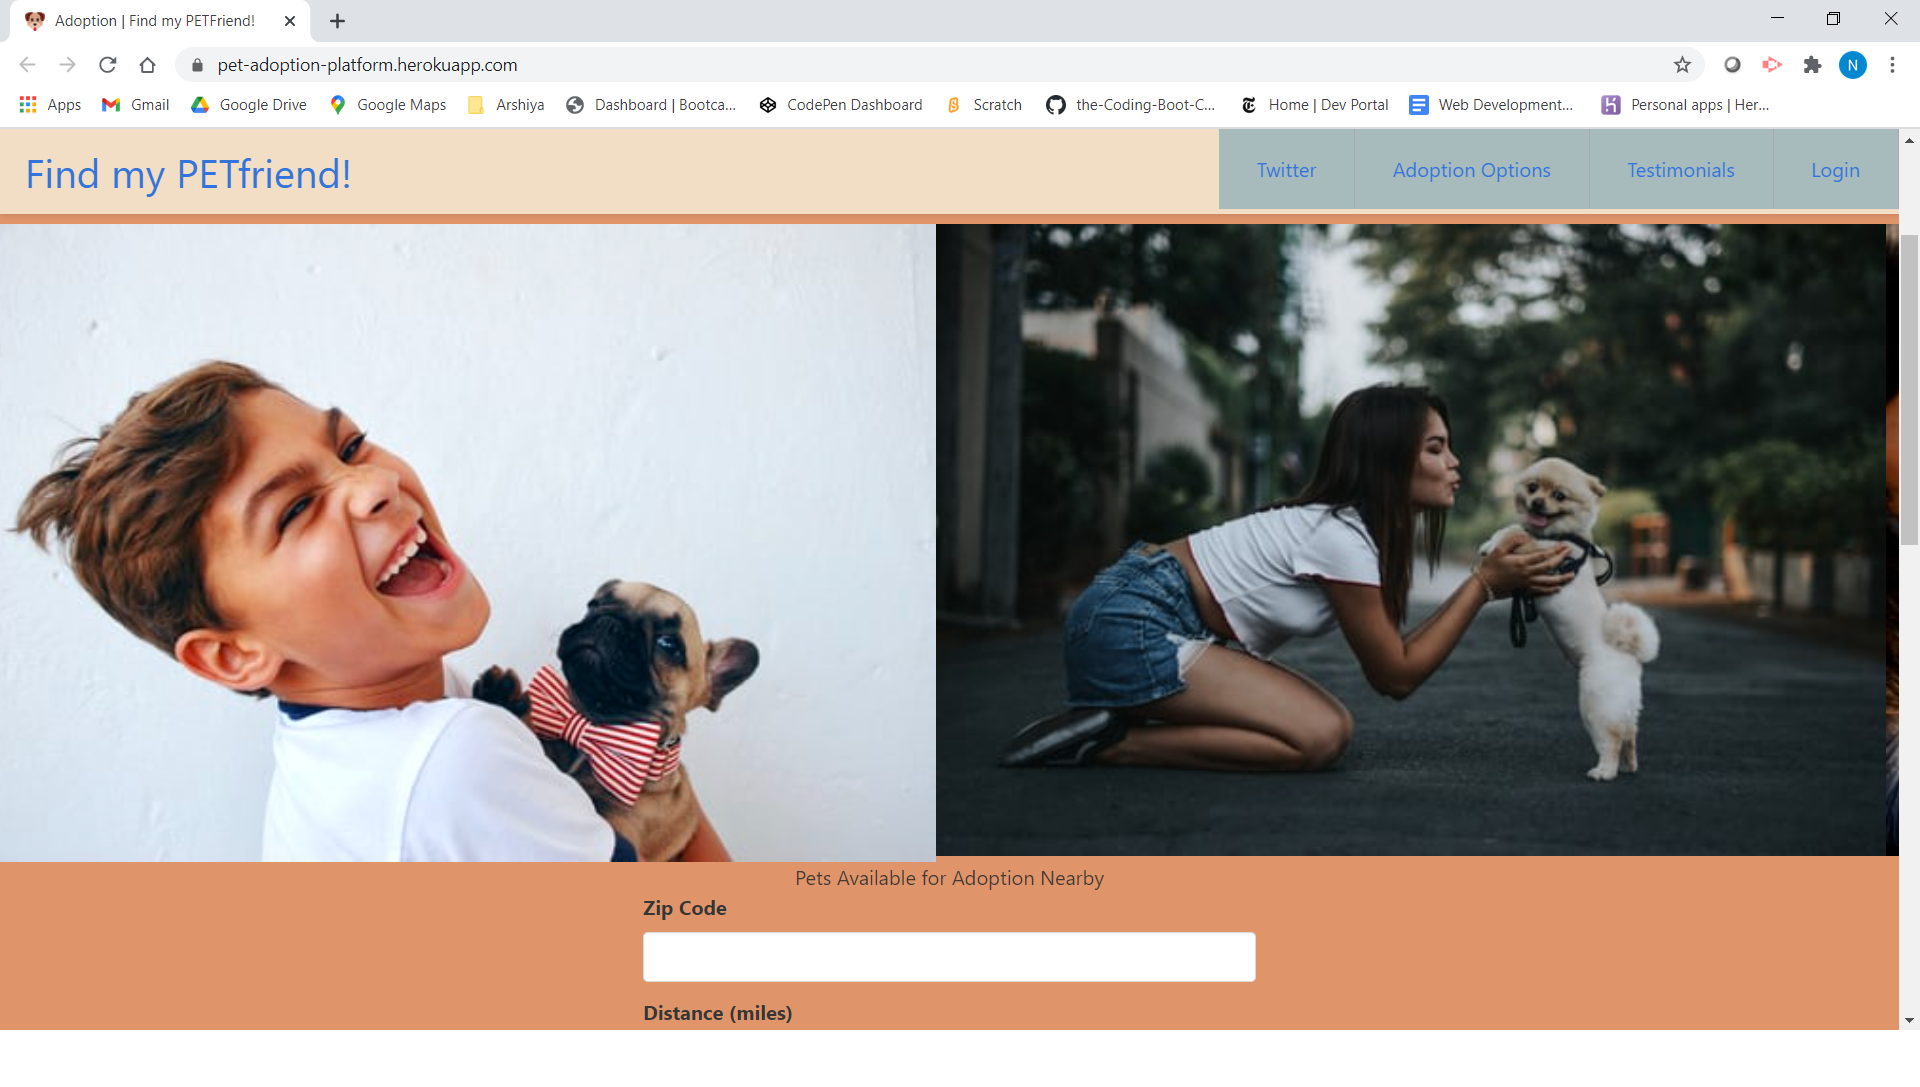 Adoption | Find my PETFriend!
pet-adoption-platform.herokuapp.com
N
Apps Gmail Google Drive Google Maps Arshiya Dashboard | Bootca... CodePen Dashboard Scratch the-Coding-Boot-C... Home | Dev Portal Web Development... Personal apps | Her...
Find my PETfriend!
Twitter Adoption Options Testimonials Login
Pets Available for Adoption Nearby
Zip Code
Distance (miles)